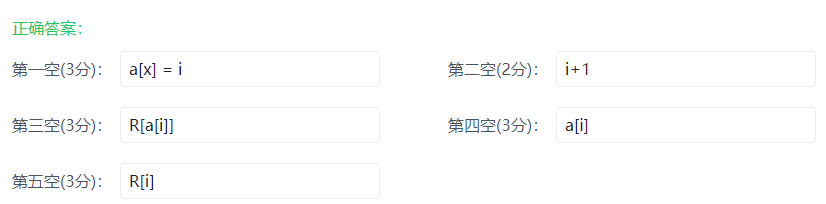 正确答案：
第一空(3分)： a[x] = i 第二空(2分)： i+1
第三空(3分)： R[a[i]] 第四空(3分)： a[i]
第五空(3分)： R[i]